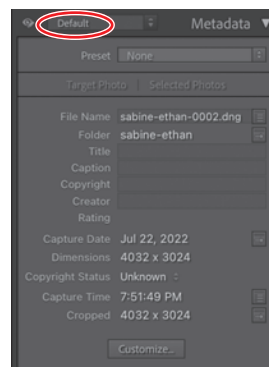 Default Metadata
Preset None
Target Photo Selected Photos
File Name sabine-ethan-0002.dng
Folder sabine-ethan
Title
Caption
Copyright
Creator
Rating
Capture Date Jul 22, 2022
Dimensions 4032 x 3024
Copyright Status Unknown
Capture Time 7:51:49 PM
Cropped 4032 x 3024
Customize...